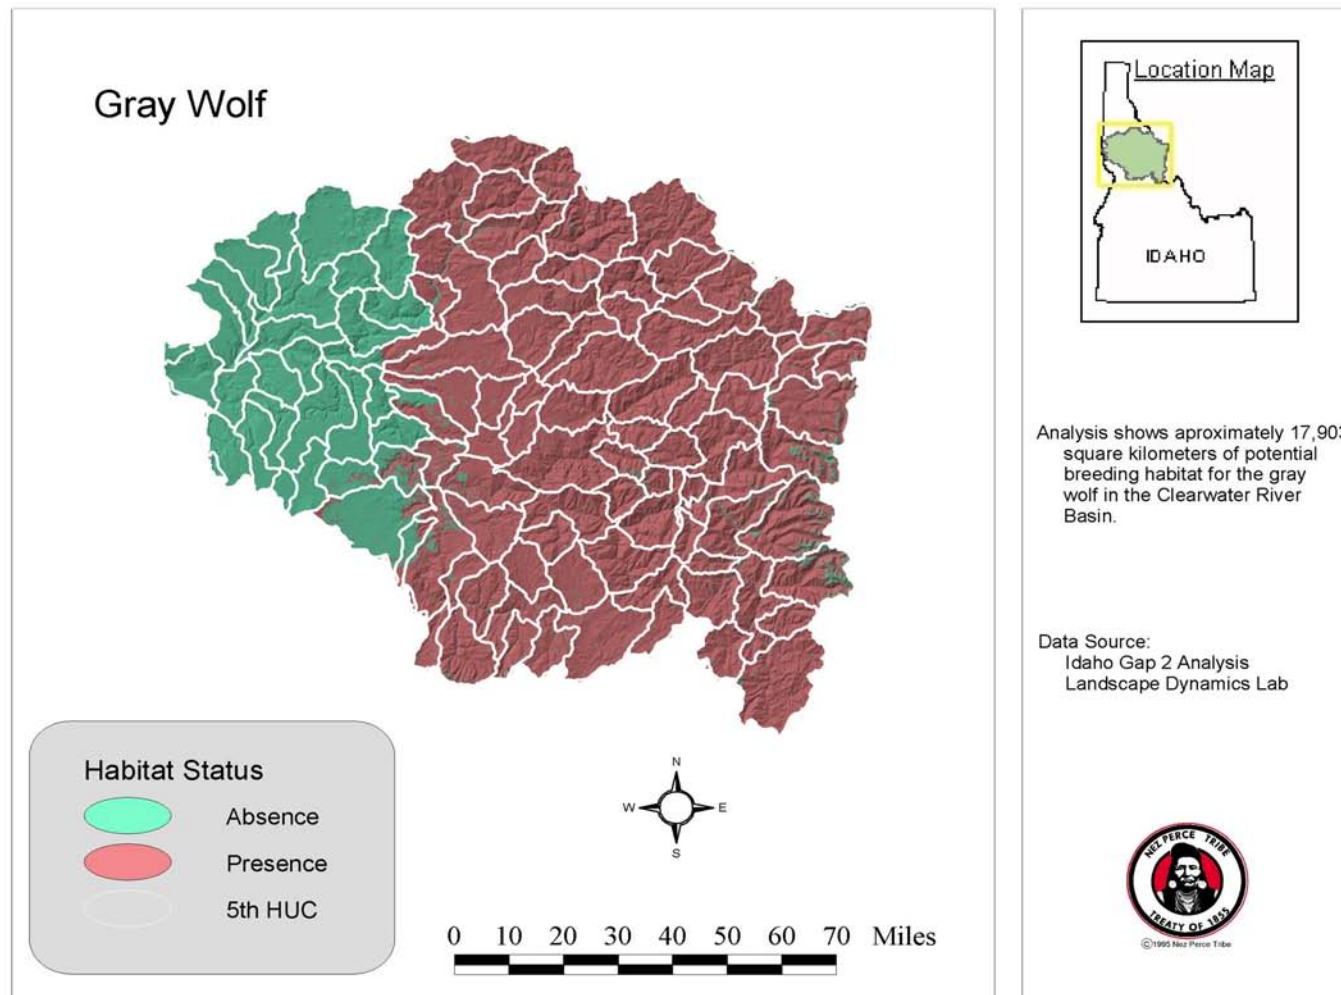 Gray Wolf
Habitat Status
Absence
Presence
5th HUC
N
W
E
S
0 10 20 30 40 50 60 70 Miles
Location Map
IDAHO
Analysis shows aproximately 17,903
square kilometers of potential
breeding habitat for the gray
wolf in the Clearwater River
Basin.
Data Source:
Idaho Gap 2 Analysis
Landscape Dynamics Lab
NEZ PERCE TRIBE
TREATY OF 1855
©1995 Nez Perce Tribe